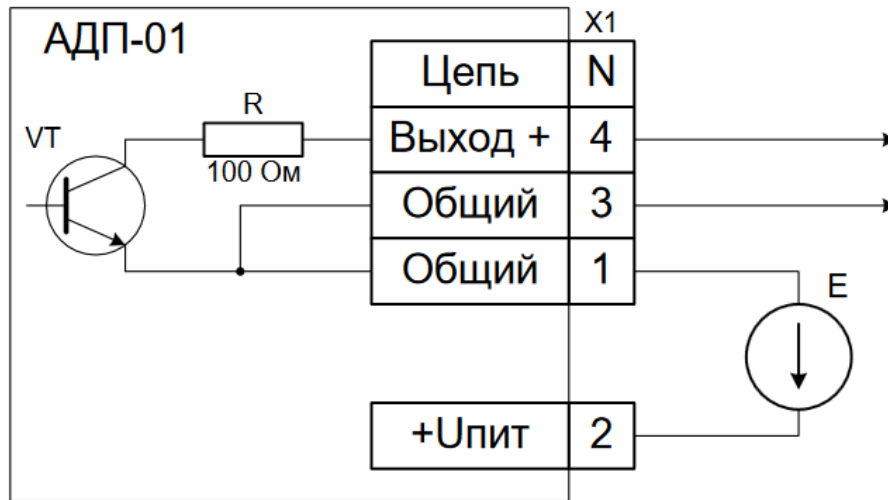 АДП-01
X1
Цепь N
R
VT
Выход + 4
100 Ом
Общий 3
Общий 1
E
+Uпит 2